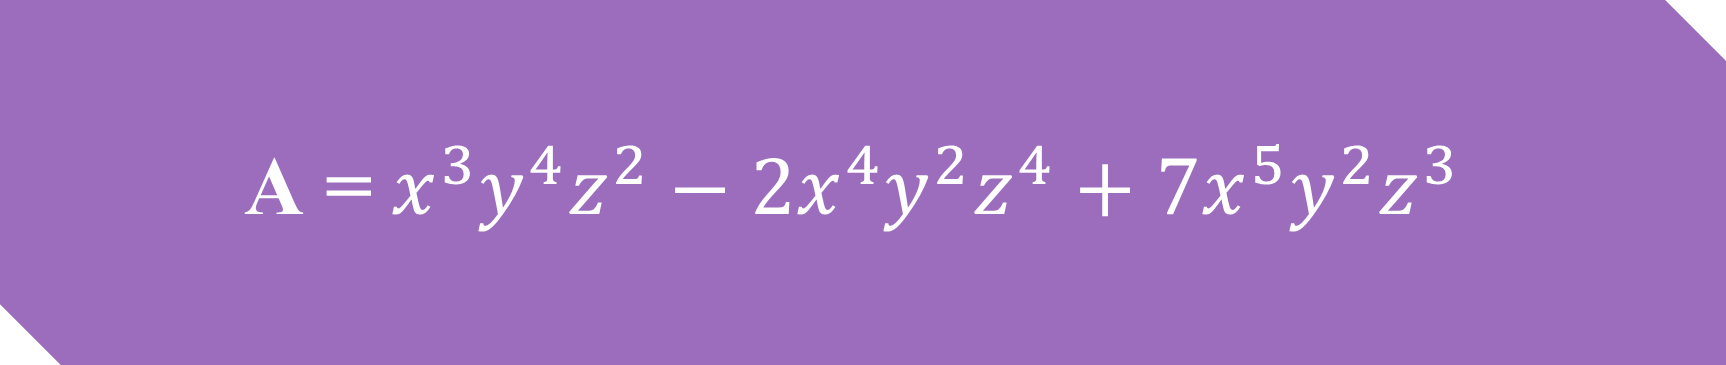 A = x³y⁴z² − 2x⁴y²z⁴ + 7x⁵y²z³